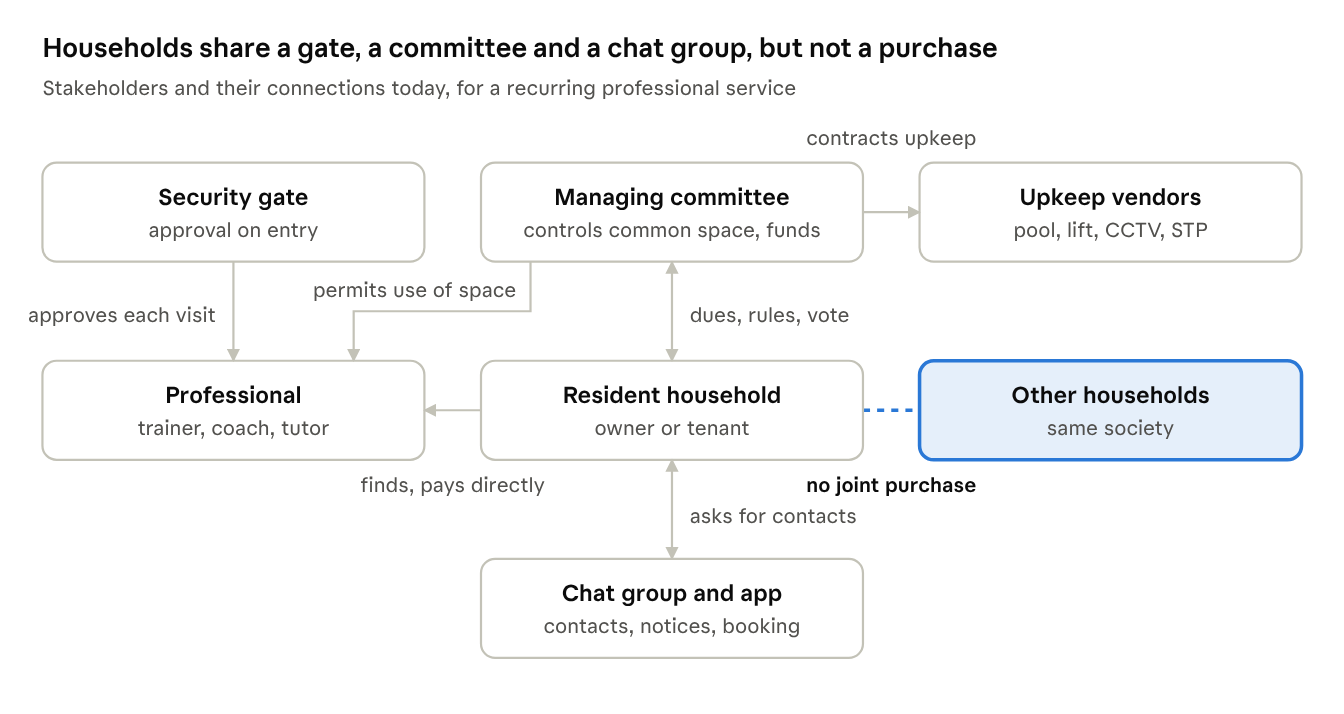 Households share a gate, a committee and a chat group, but not a purchase
Stakeholders and their connections today, for a recurring professional service
contracts upkeep
Security gate
approval on entry
Managing committee
controls common space, funds
Upkeep vendors
pool, lift, CCTV, STP
permits use of space
approves each visit
dues, rules, vote
Professional
trainer, coach, tutor
Resident household
owner or tenant
Other households
same society
finds, pays directly
no joint purchase
asks for contacts
Chat group and app
contacts, notices, booking